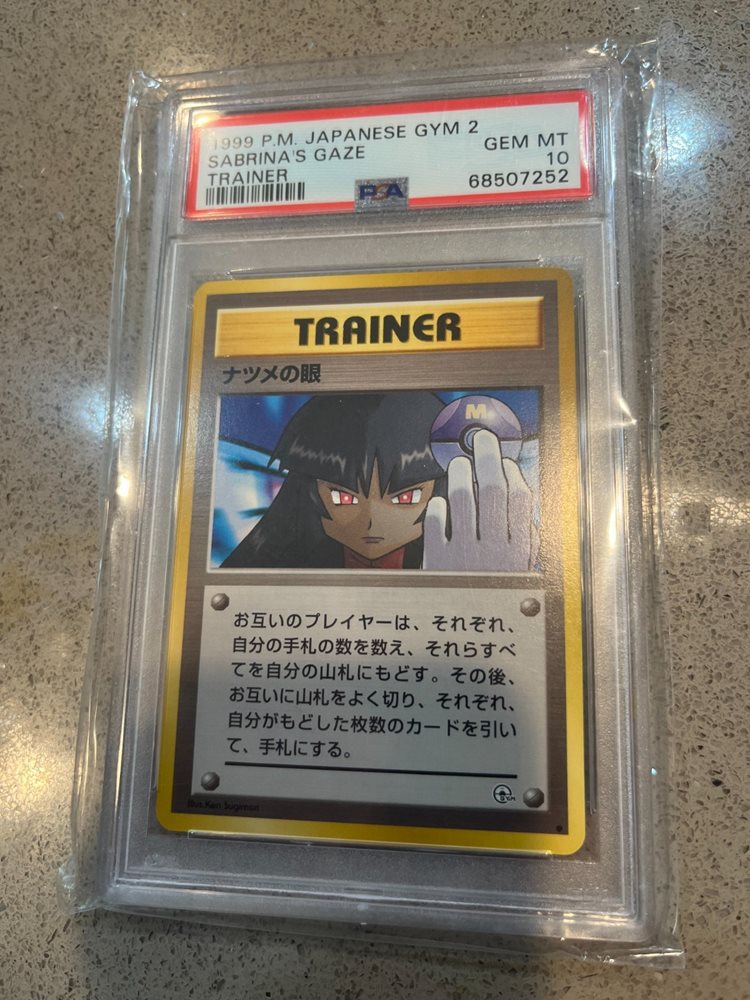 1999 P.M. JAPANESE GYM 2
SABRINA'S GAZE
GEM MT
TRAINER
10
PSA
68507252
TRAINER
ナツメの眼
M
お互いのプレイヤーは、それぞれ、
自分の手札の数を数え、それらすべ
てを自分の山札にもどす。その後、
お互いに山札をよく切り、それぞれ、
自分がもどした枚数のカードを引い
て、手札にする。
GYM
Illus. Ken Sugimori